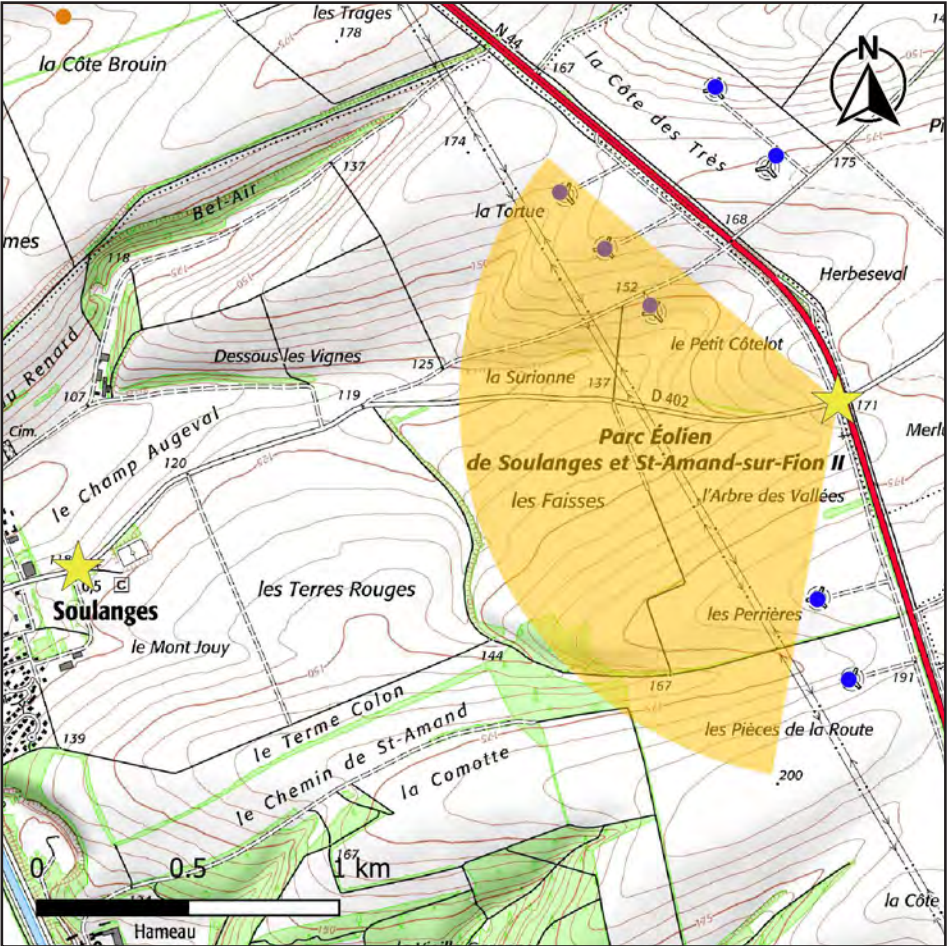 les Trages
178
N 44
la Côte Brouin
167
la Côte des Très
N
174
137
175
Bel-Air
la Tortue
168
mes
118
Herbeseval
152
le Petit Côtelot
Dessous les Vignes
125
la Surionne
137
D 402
107
119
171
Cim.
Parc Éolien
de Soulanges et St-Amand-sur-Fion II
le Champ Augeval
120
les Faisses
l'Arbre des Vallées
0,5
C
Soulanges
les Terres Rouges
les Perrières
le Mont Jouy
144
167
191
le Terme Colon
les Pièces de la Route
139
le Chemin de St-Amand
la Comotte
200
167
0 0.5 1 km
la Côte
Hameau